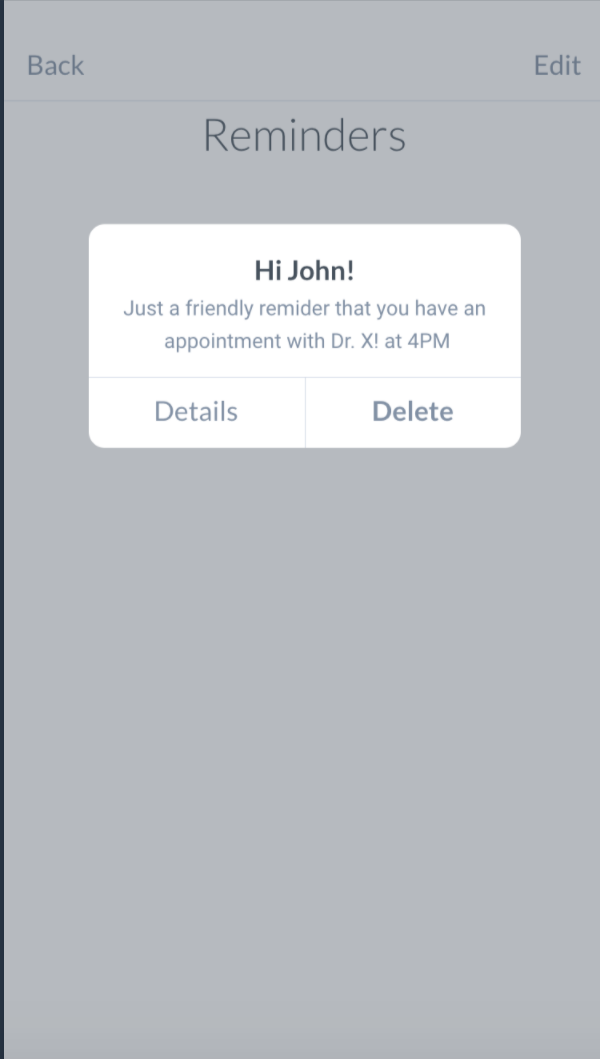 Back Edit
Reminders
Hi John!
Just a friendly remider that you have an
appointment with Dr. X! at 4PM
Details Delete